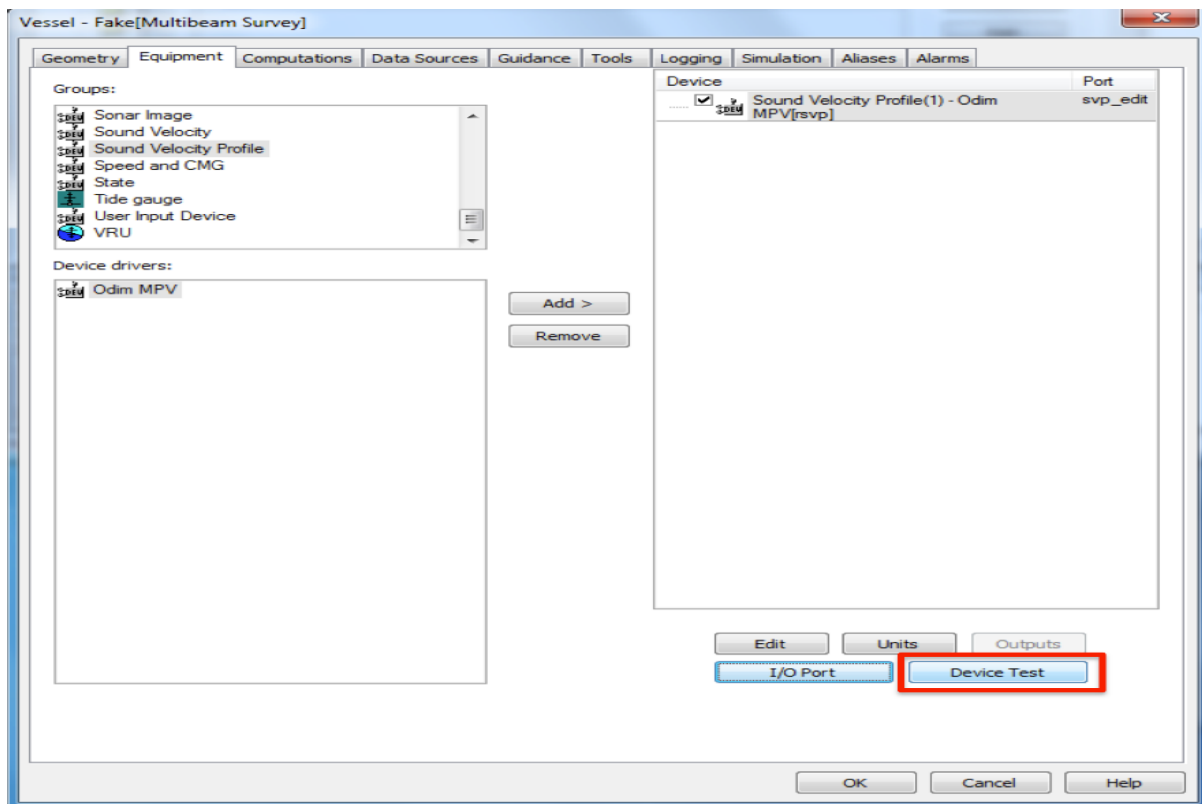 Vessel - Fake[Multibeam Survey]
Geometry Equipment Computations Data Sources Guidance Tools Logging Simulation Aliases Alarms
Groups:
Sonar Image
Sound Velocity
Sound Velocity Profile
Speed and CMG
State
Tide gauge
User Input Device
VRU
Device drivers:
Odim MPV
Add >
Remove
Device Port
Sound Velocity Profile(1) - Odim svp_edit
MPV[rsvp]
Edit Units Outputs
I/O Port Device Test
OK Cancel Help